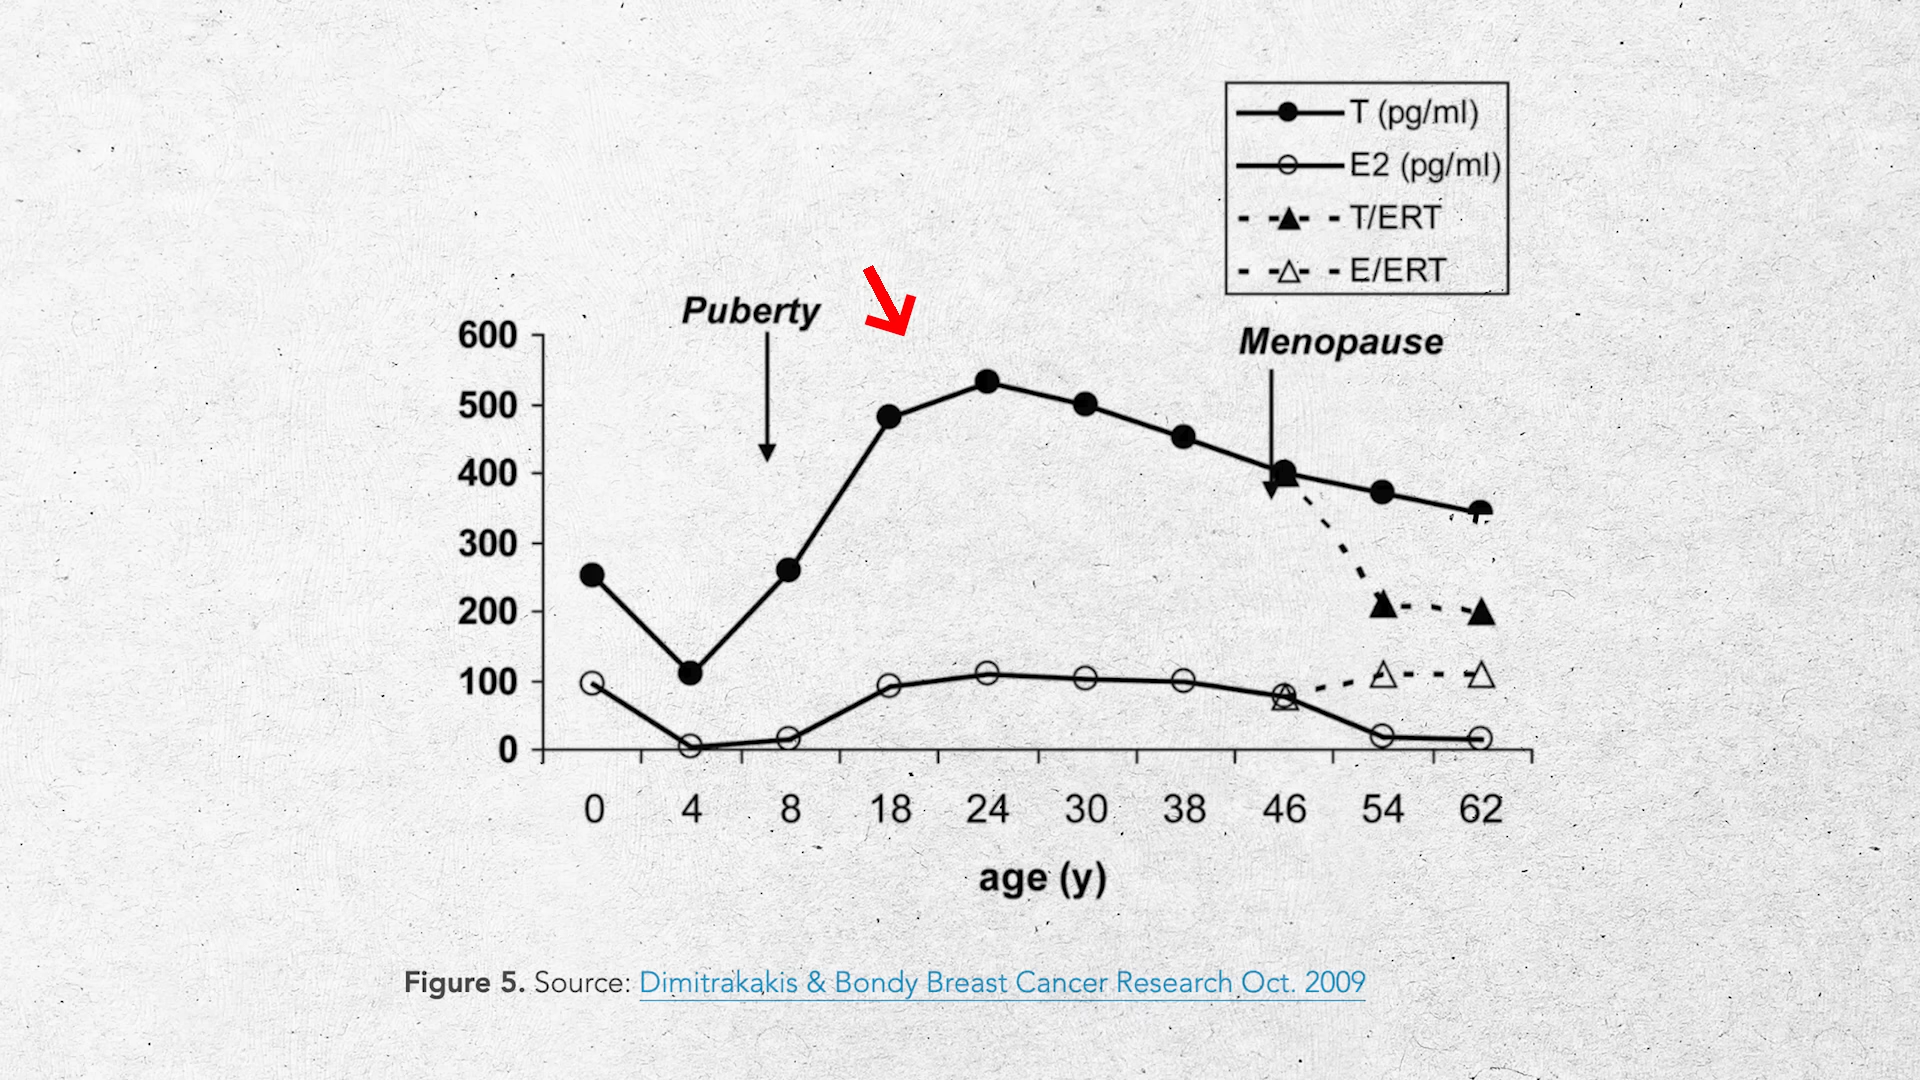 T (pg/ml)
E2 (pg/ml)
T/ERT
E/ERT
Puberty
Menopause
600
500
400
300
200
100
0
0 4 8 18 24 30 38 46 54 62
age (y)
Figure 5. Source: Dimitrakakis & Bondy Breast Cancer Research Oct. 2009